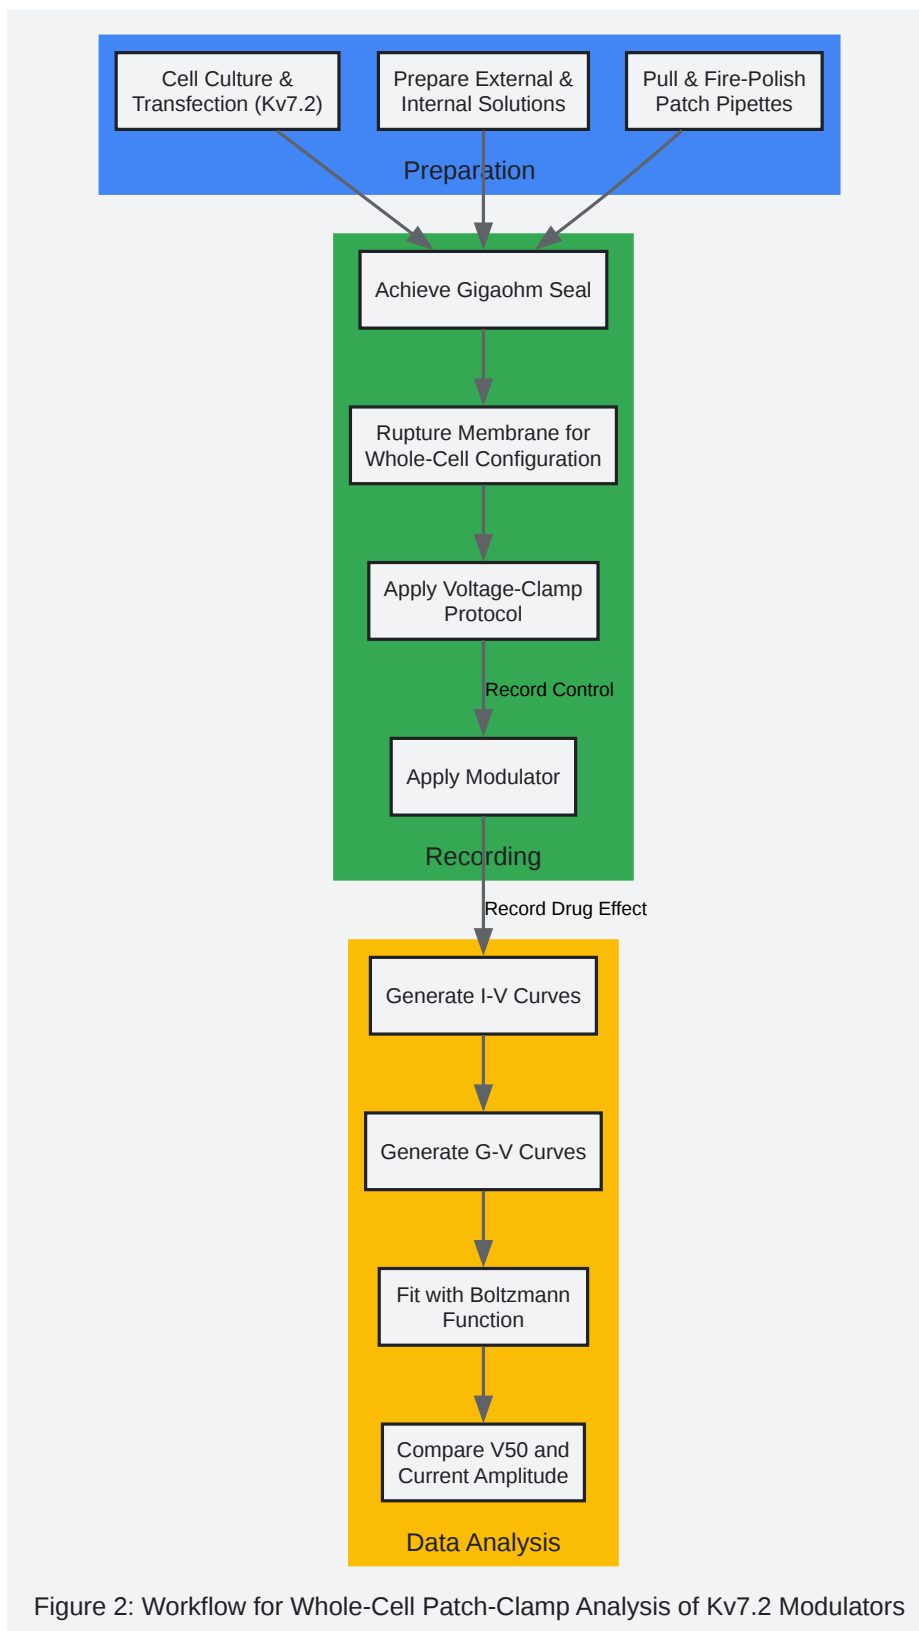 Cell Culture &
Transfection (Kv7.2)
Prepare External &
Internal Solutions
Pull & Fire-Polish
Patch Pipettes
Preparation
Achieve Gigaohm Seal
Rupture Membrane for
Whole-Cell Configuration
Apply Voltage-Clamp
Protocol
Record Control
Apply Modulator
Recording
Record Drug Effect
Generate I-V Curves
Generate G-V Curves
Fit with Boltzmann
Function
Compare V50 and
Current Amplitude
Data Analysis
Figure 2: Workflow for Whole-Cell Patch-Clamp Analysis of Kv7.2 Modulators